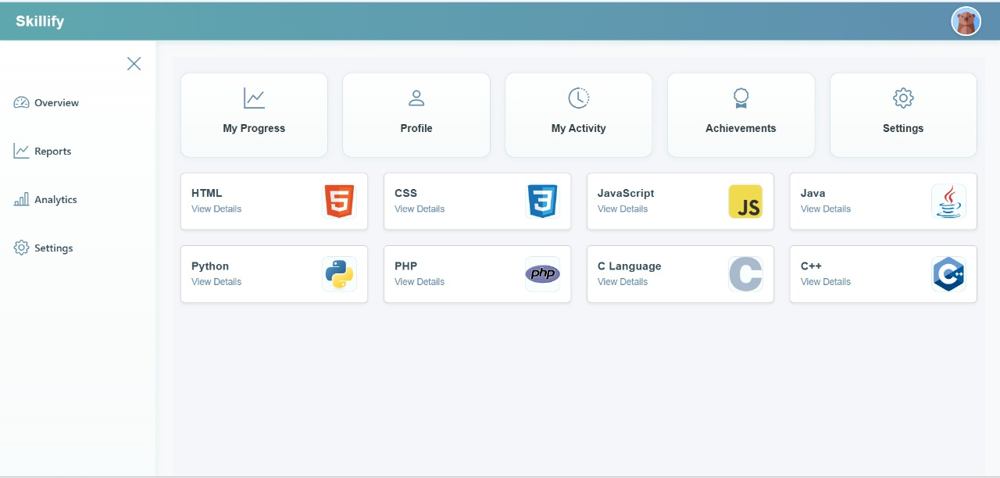 Skillify
Overview
Reports
Analytics
Settings
My Progress
Profile
My Activity
Achievements
Settings
HTML
View Details
5
CSS
View Details
3
JavaScript
View Details
JS
Java
View Details
Python
View Details
PHP
View Details
php
C Language
View Details
C
C++
View Details
C++